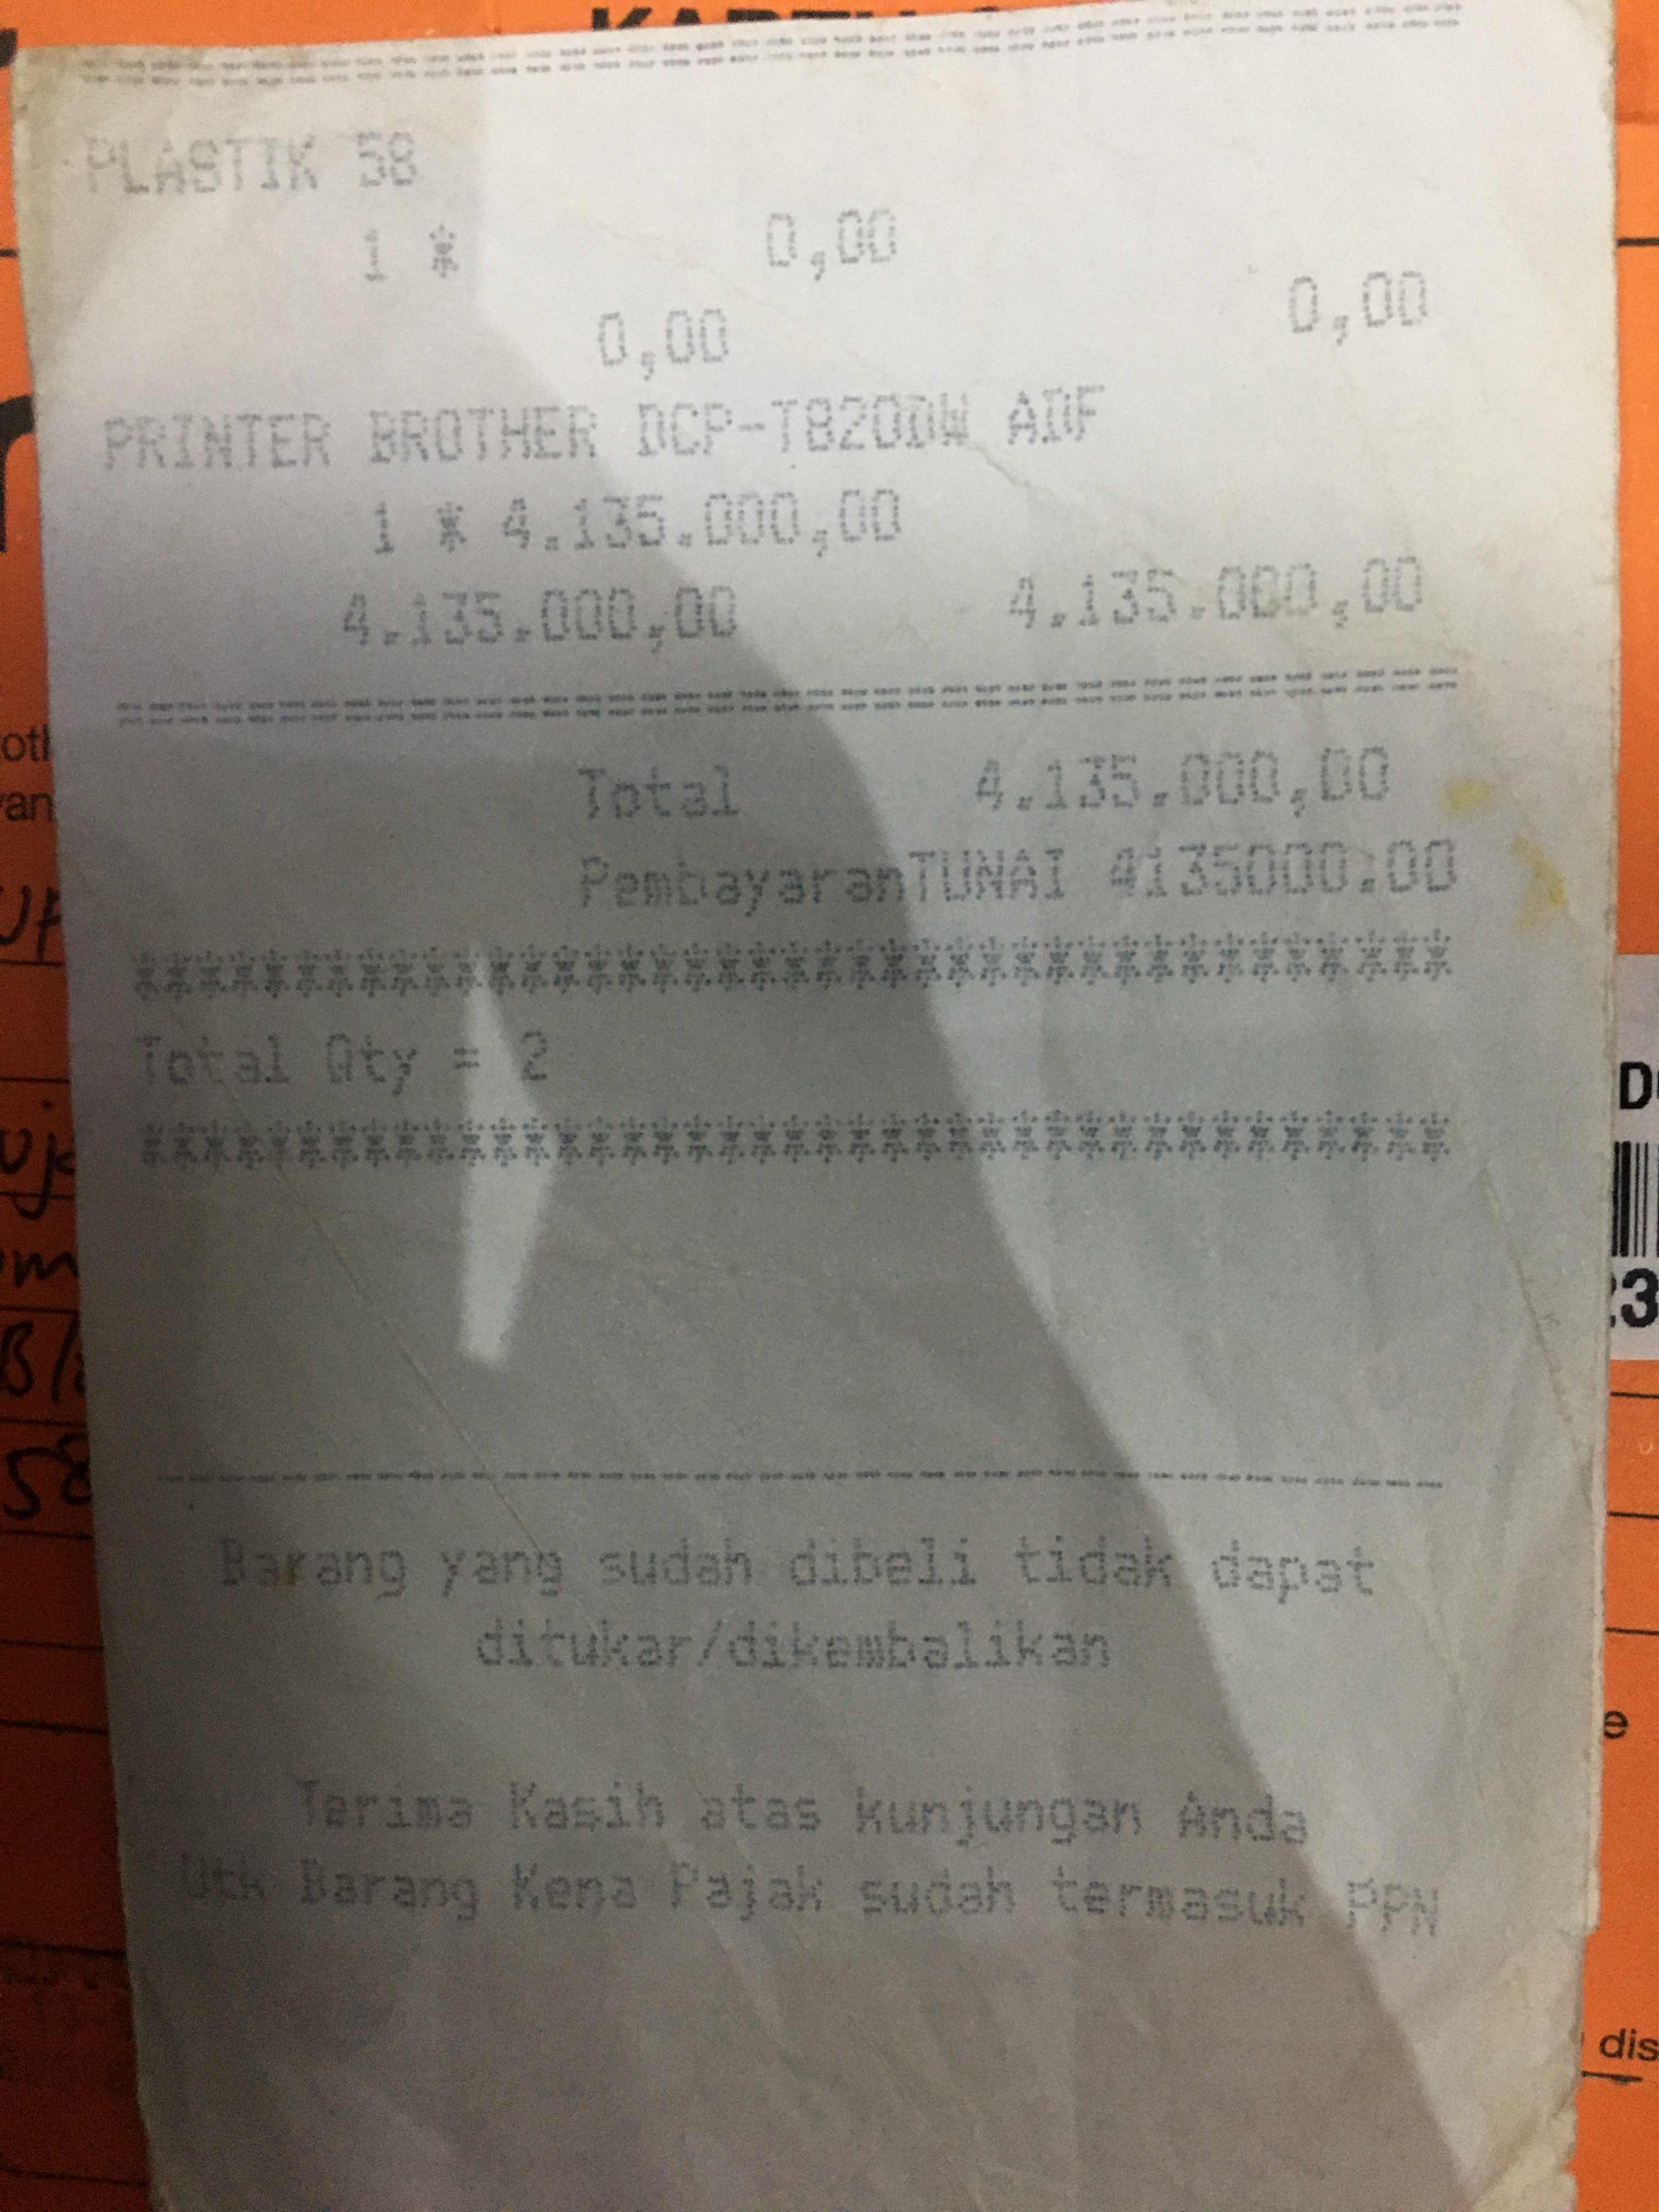 PLASTIK 58
1 * 0,00
0,00 0,00
PRINTER BROTHER DCP-T820DW ADF
1 * 4.135.000,00
4.135.000,00 4.135.000,00
Total 4.135.000,00
PembayaranTUNAI 4135000.00
****************************************
Total Qty = 2
****************************************
Barang yang sudah dibeli tidak dapat
ditukar/dikembalikan
Terima Kasih atas kunjungan Anda
Utk Barang Kena Pajak sudah termasuk PPN
dis